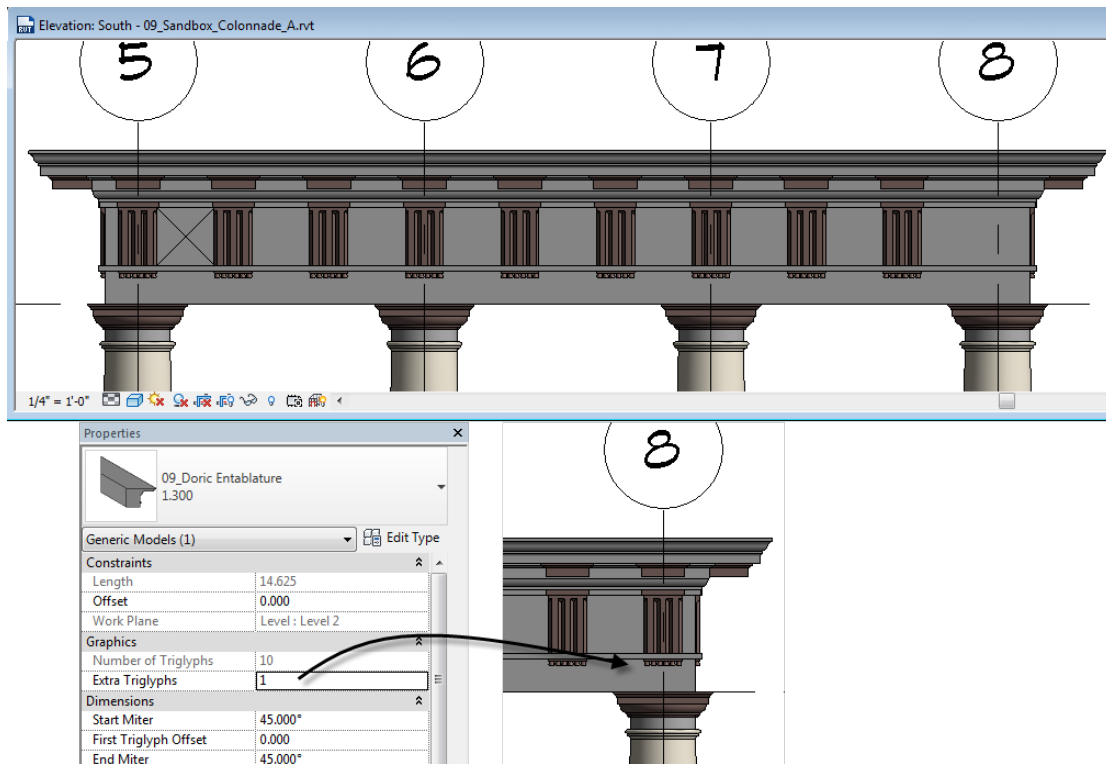 Elevation: South - 09_Sandbox_Colonnade_A.rvt
5 6 7 8
1/4" = 1'-0"
Properties
09_Doric Entablature
1.300
Generic Models (1) Edit Type
Constraints
Length 14.625
Offset 0.000
Work Plane Level : Level 2
Graphics
Number of Triglyphs 10
Extra Triglyphs 1
Dimensions
Start Miter 45.000°
First Triglyph Offset 0.000
End Miter 45.000°
8